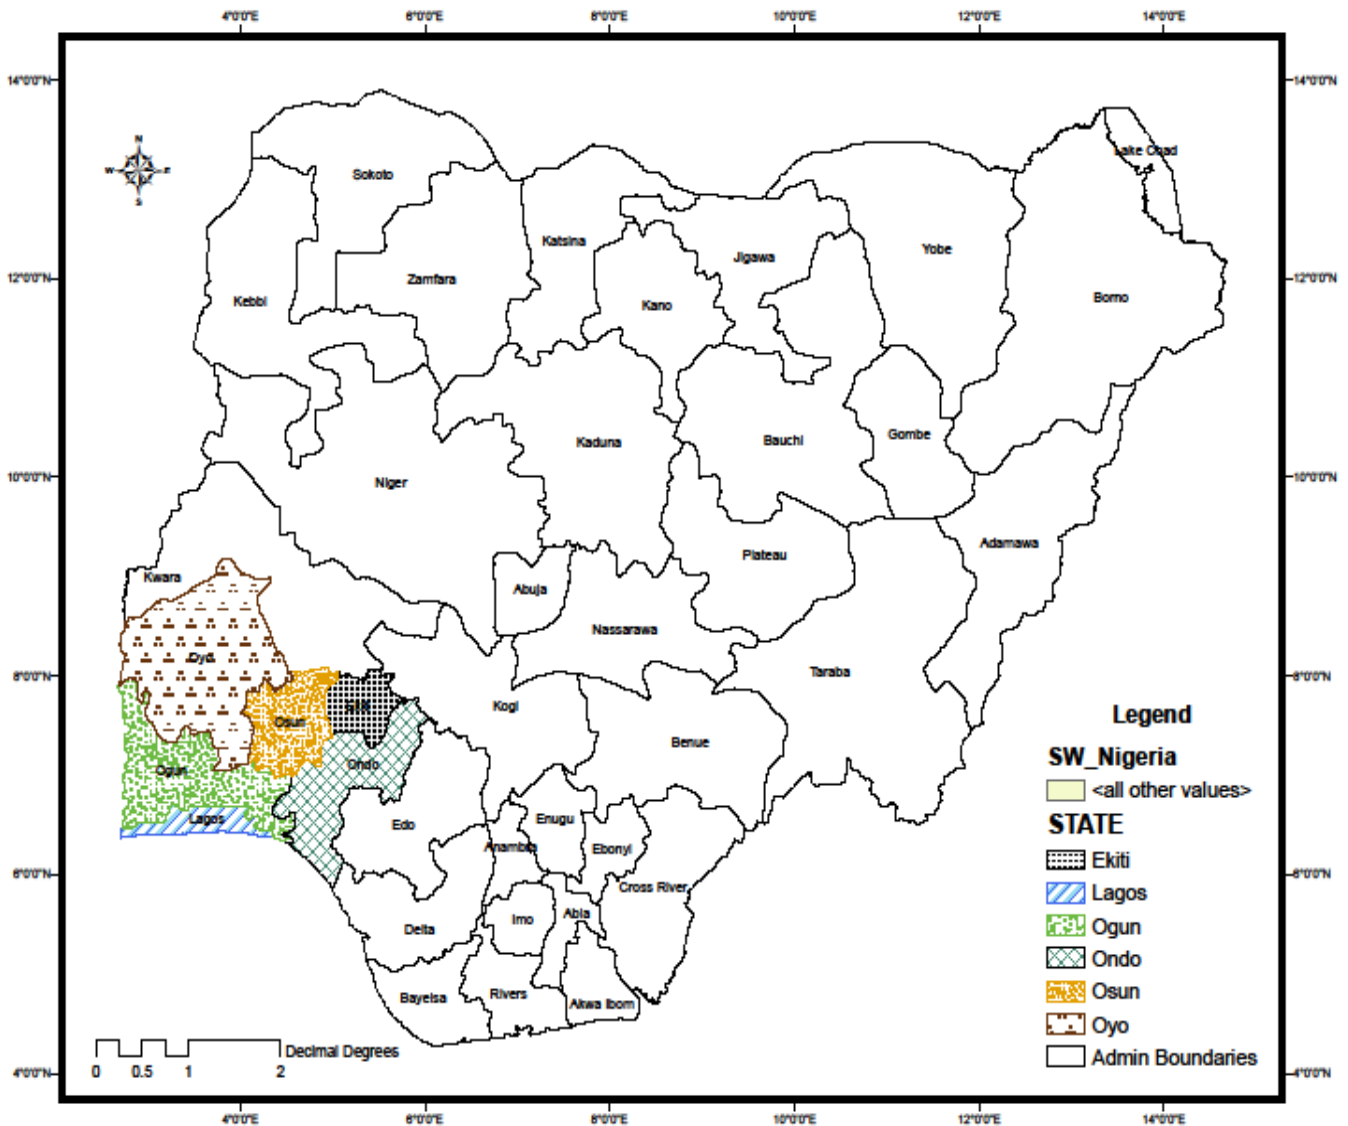 4°0'0"E 6°0'0"E 8°0'0"E 10°0'0"E 12°0'0"E 14°0'0"E
14°0'0"N 14°0'0"N
N
W E
S
Lake Chad
Sokoto
Katsina
Yobe
Jigawa
Zamfara
12°0'0"N 12°0'0"N
Kebbi
Kano
Borno
Kaduna
Bauchi
Gombe
10°0'0"N 10°0'0"N
Niger
Adamawa
Plateau
Kwara
Abuja
Nassarawa
Oyo
Taraba
8°0'0"N 8°0'0"N
Kogi
Osun
Benue
Ondo
Ogun
Lagos
Edo
Enugu
Anambra
Ebonyi
6°0'0"N 6°0'0"N
Cross River
Imo
Abia
Delta
Bayelsa
Rivers
Akwa Ibom
Legend
SW_Nigeria
<all other values>
STATE
Ekiti
Lagos
Ogun
Ondo
Osun
Oyo
Admin Boundaries
Decimal Degrees
0 0.5 1 2
4°0'0"N 4°0'0"N
4°0'0"E 6°0'0"E 8°0'0"E 10°0'0"E 12°0'0"E 14°0'0"E